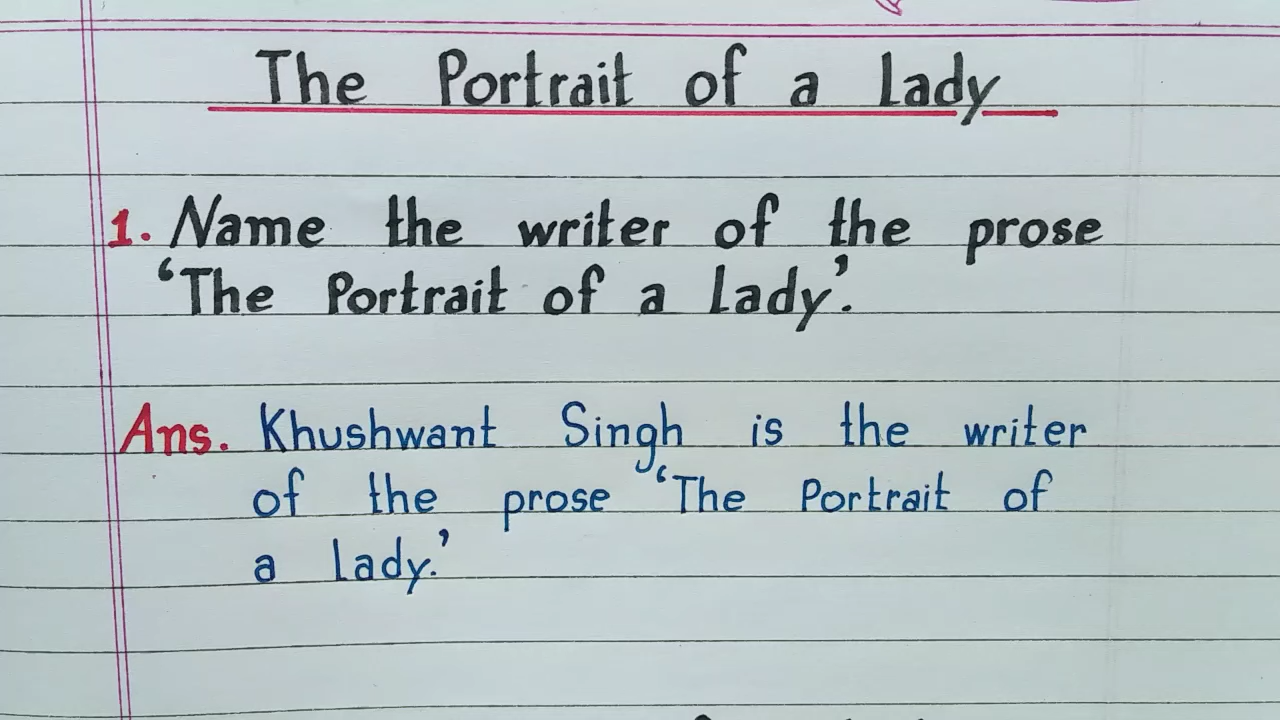 The Portrait of a Lady
1. Name the writer of the prose
'The Portrait of a Lady'.
Ans. Khushwant Singh is the writer
of the prose 'The Portrait of
a Lady.'